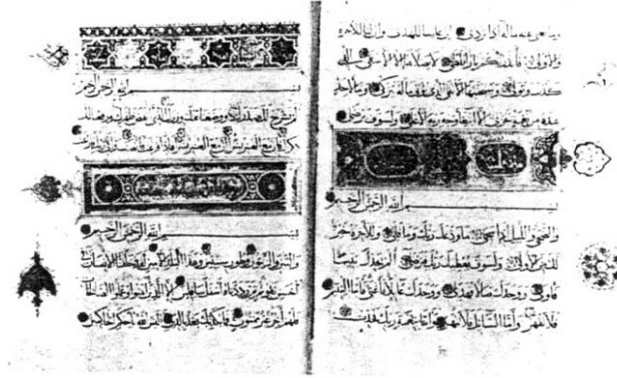 وما يغني عنه ماله إذا تردى إن علينا للهدى وإن لنا للآخرة
والأولى فأنذرتكم نارا تلظى لا يصلاها إلا الأشقى الذي
كذب وتولى وسيجنبها الأتقى الذي يؤتي ماله يتزكى وما لأحد
عنده من نعمة تجزى إلا ابتغاء وجه ربه الأعلى ولسوف يرضى
بسم الله الرحمن الرحيم
والضحى والليل إذا سجى ما ودعك ربك وما قلى وللآخرة خير
لك من الأولى ولسوف يعطيك ربك فترضى ألم يجدك يتيما
فآوى ووجدك ضالا فهدى ووجدك عائلا فأغنى فأما اليتيم
فلا تقهر وأما السائل فلا تنهر وأما بنعمة ربك فحدث
بسم الله الرحمن الرحيم
ألم نشرح لك صدرك ووضعنا عنك وزرك الذي أنقض ظهرك ورفعنا لك
ذكرك فإن مع العسر يسرا إن مع العسر يسرا فإذا فرغت فانصب وإلى ربك فارغب
بسم الله الرحمن الرحيم
والتين والزيتون وطور سينين وهذا البلد الأمين لقد خلقنا الإنسان في
أحسن تقويم ثم رددناه أسفل سافلين إلا الذين آمنوا وعملوا الصالحات
فلهم أجر غير ممنون فما يكذبك بعد بالدين أليس الله بأحكم الحاكمين